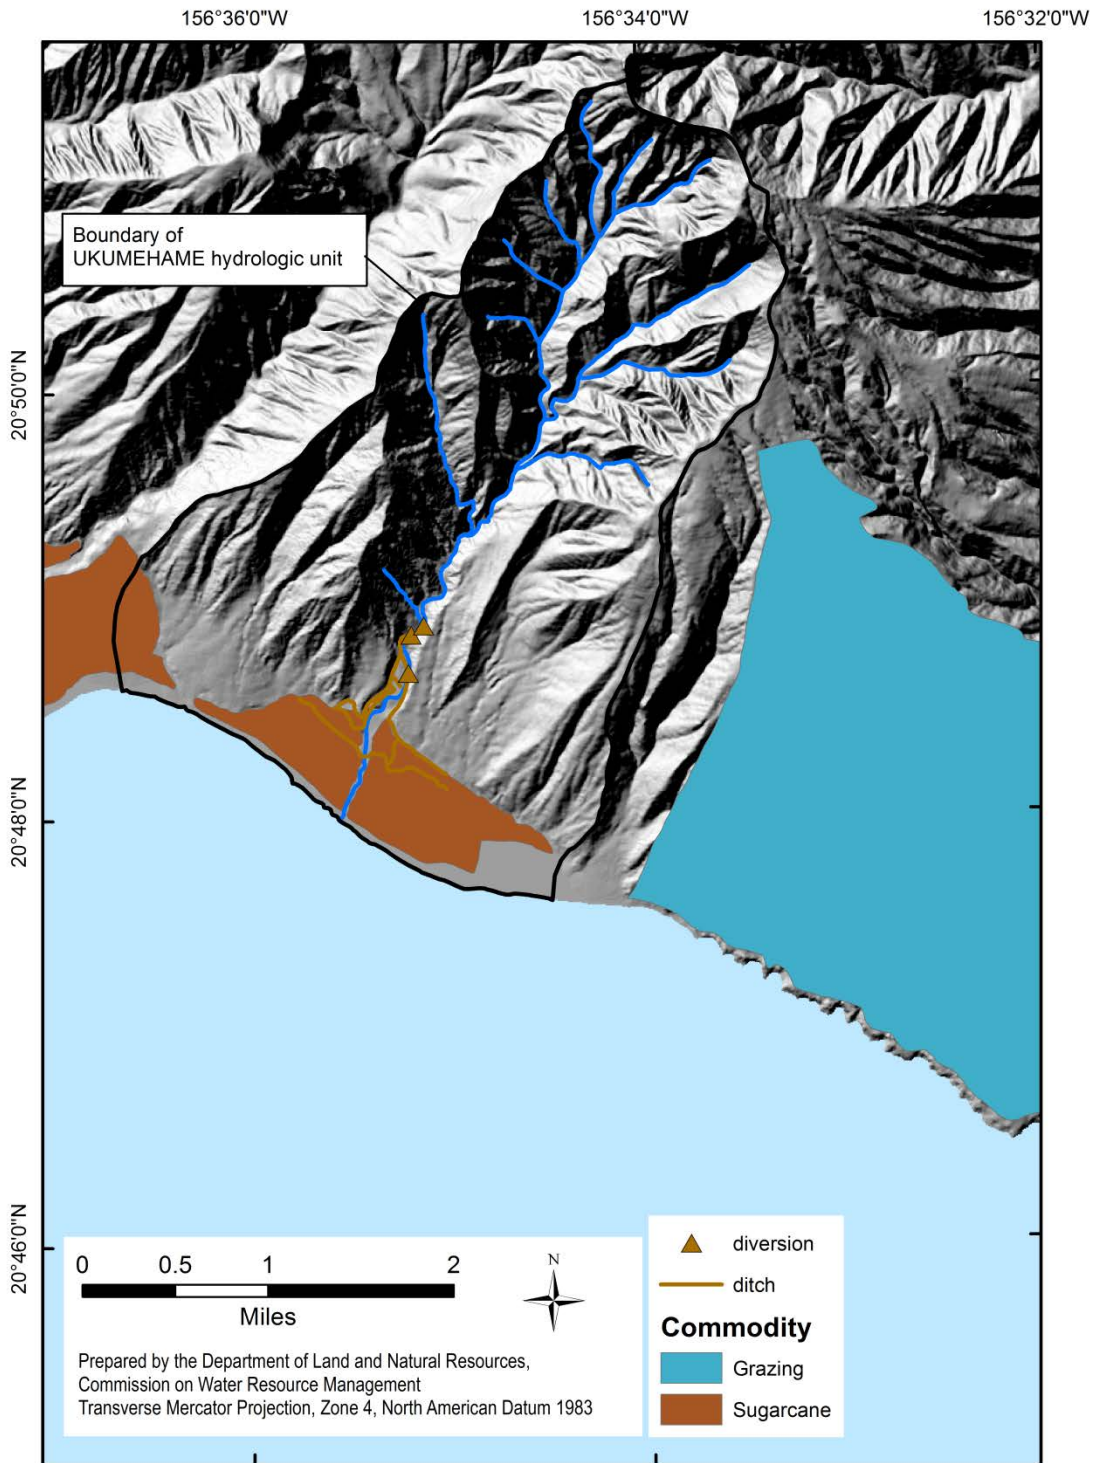 156°36'0"W
156°34'0"W
156°32'0"W
Boundary of
UKUMEHAME hydrologic unit
20°50'0"N
20°48'0"N
20°46'0"N
0 0.5 1 2
Miles
N
Prepared by the Department of Land and Natural Resources,
Commission on Water Resource Management
Transverse Mercator Projection, Zone 4, North American Datum 1983
diversion
ditch
Commodity
Grazing
Sugarcane